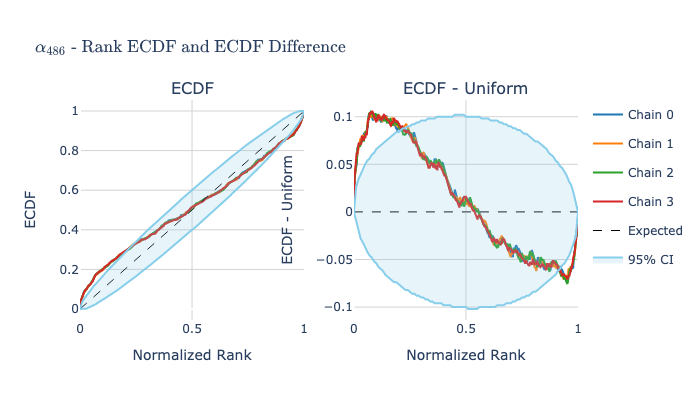 α486 - Rank ECDF and ECDF Difference
ECDF
ECDF
1
0.8
0.6
0.4
0.2
0
0
0.5
1
Normalized Rank
ECDF - Uniform
ECDF - Uniform
0.1
0.05
0
−0.05
−0.1
0
0.5
1
Normalized Rank
Chain 0
Chain 1
Chain 2
Chain 3
Expected
95% CI